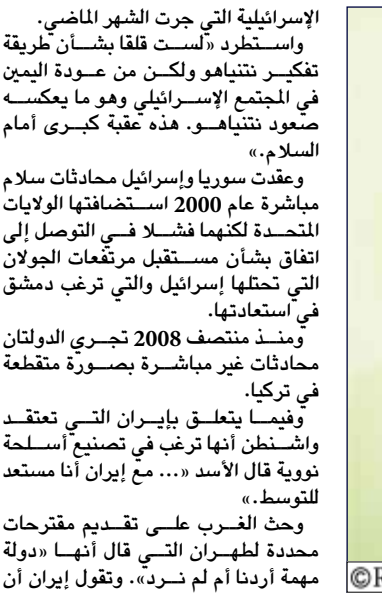 الإسرائيلية التي جرت الشهر الماضي.
واستطرد «لست قلقا بشأن طريقة
تفكير نتنياهو ولكن من عودة اليمين
في المجتمع الإسرائيلي وهو ما يعكسه
صعود نتنياهو. هذه عقبة كبرى أمام
السلام.»
وعقدت سوريا وإسرائيل محادثات سلام
مباشرة عام 2000 استضافتها الولايات
المتحدة لكنهما فشلا في التوصل إلى
اتفاق بشأن مستقبل مرتفعات الجولان
التي تحتلها إسرائيل والتي ترغب دمشق
في استعادتها.
ومنذ منتصف 2008 تجري الدولتان
محادثات غير مباشرة بصورة متقطعة
في تركيا.
وفيما يتعلق بإيران التي تعتقد
واشنطن أنها ترغب في تصنيع أسلحة
نووية قال الأسد «... مع إيران أنا مستعد
للتوسط.»
وحث الغرب على تقديم مقترحات
محددة لطهران التي قال أنها «دولة
مهمة أردنا أم لم نرد». وتقول إيران أن
©R